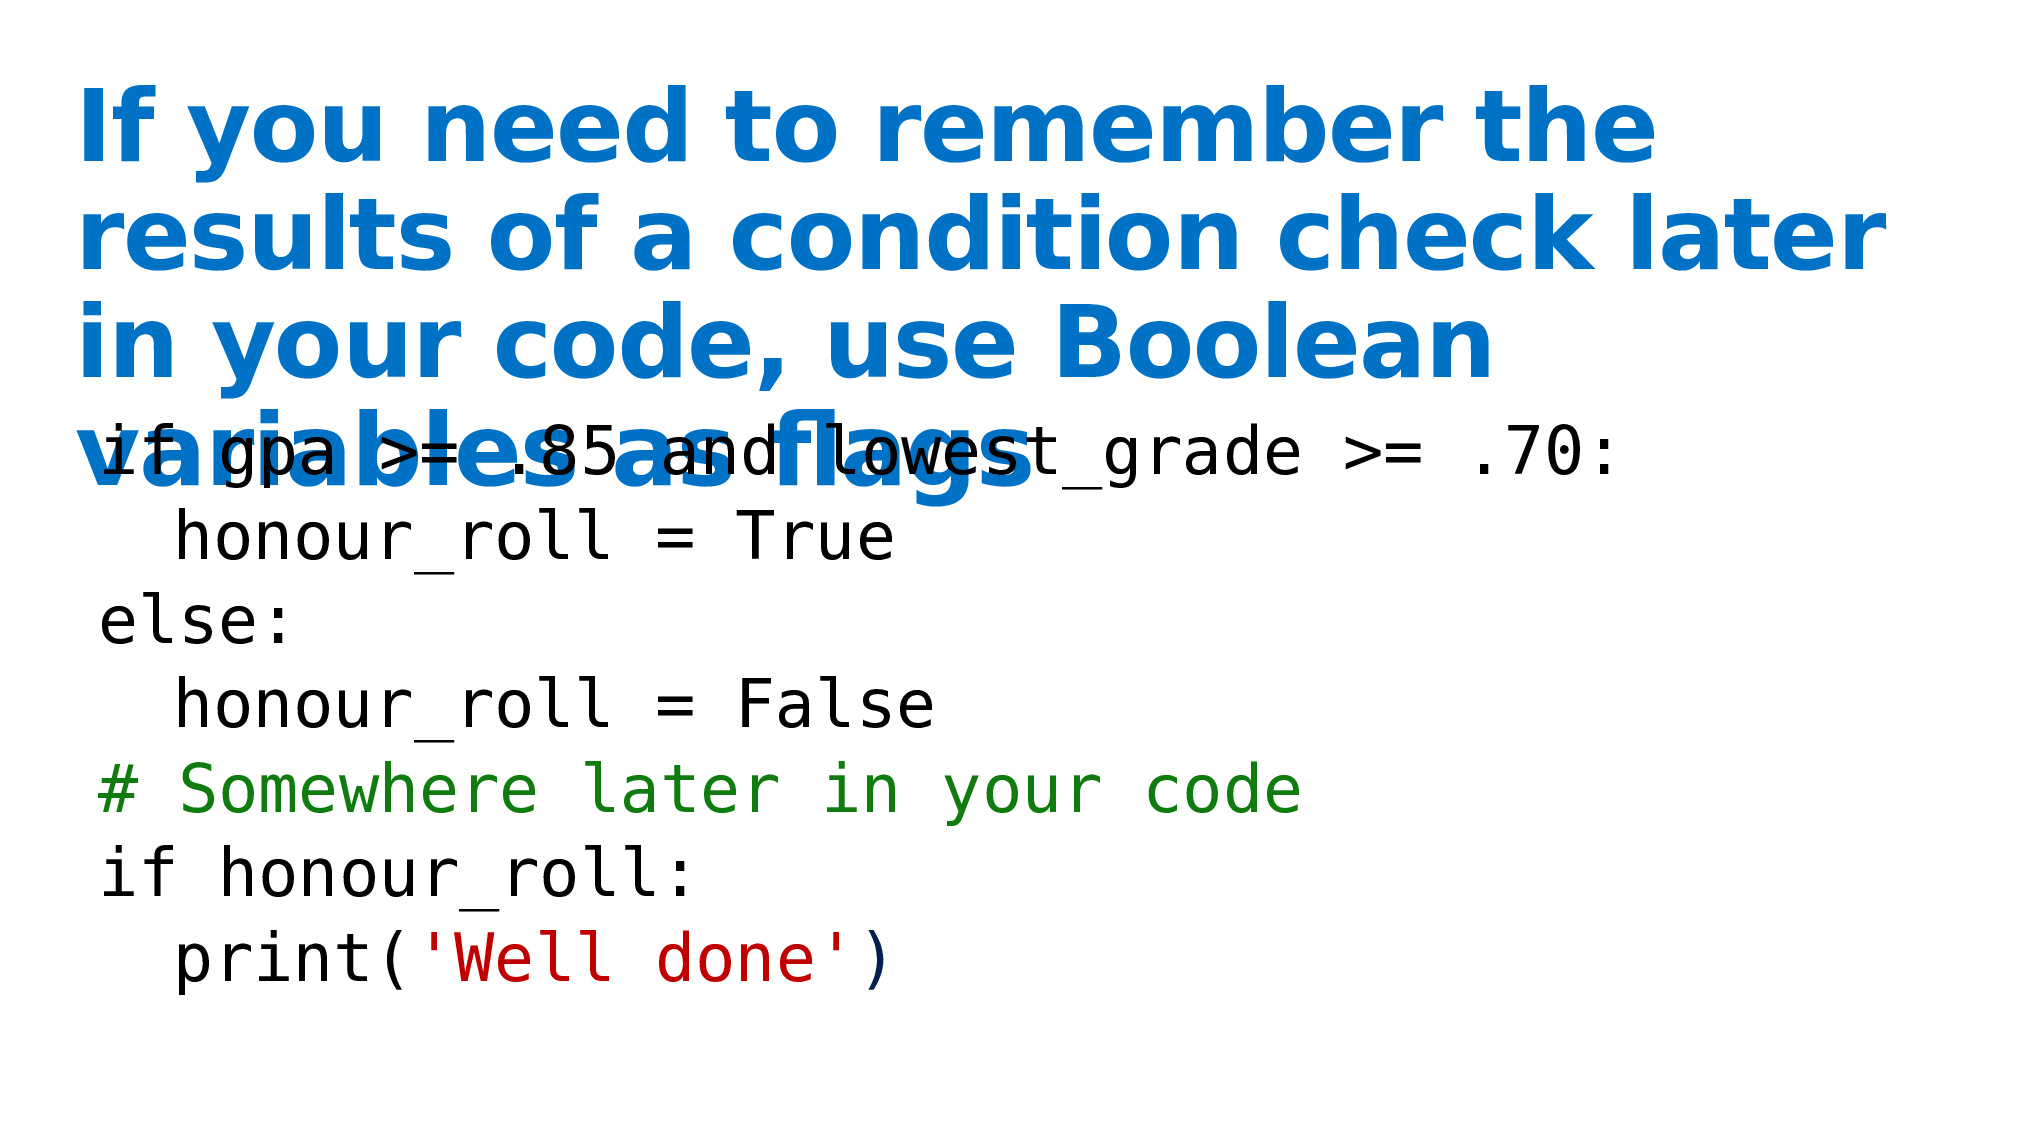 If you need to remember the
results of a condition check later
in your code, use Boolean
variables as flags
if gpa >= .85 and lowest_grade >= .70:
  honour_roll = True
else:
  honour_roll = False
# Somewhere later in your code
if honour_roll:
  print('Well done')